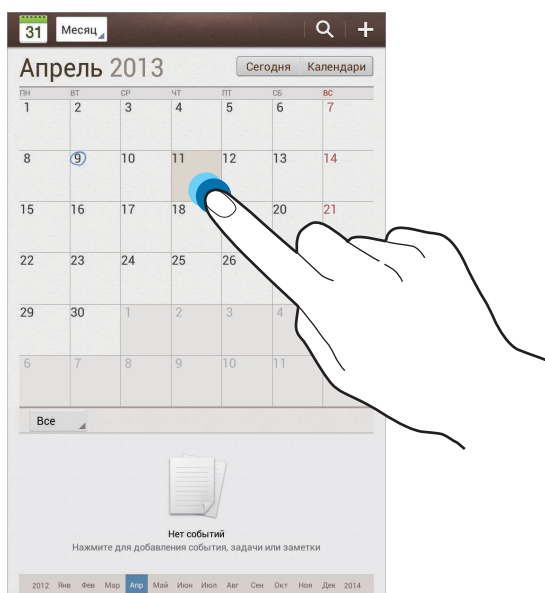 31 Месяц
Апрель 2013 Сегодня Календари
ПН ВТ СР ЧТ ПТ СБ ВС
1 2 3 4 5 6 7
8 9 10 11 12 13 14
15 16 17 18 20 21
22 23 24 25 26
29 30 1 2 3 4
6 7 8 9 10 11
Все
Нет событий
Нажмите для добавления события, задачи или заметки
2012 Янв Фев Мар Апр Май Июн Июл Авг Сен Окт Ноя Дек 2014